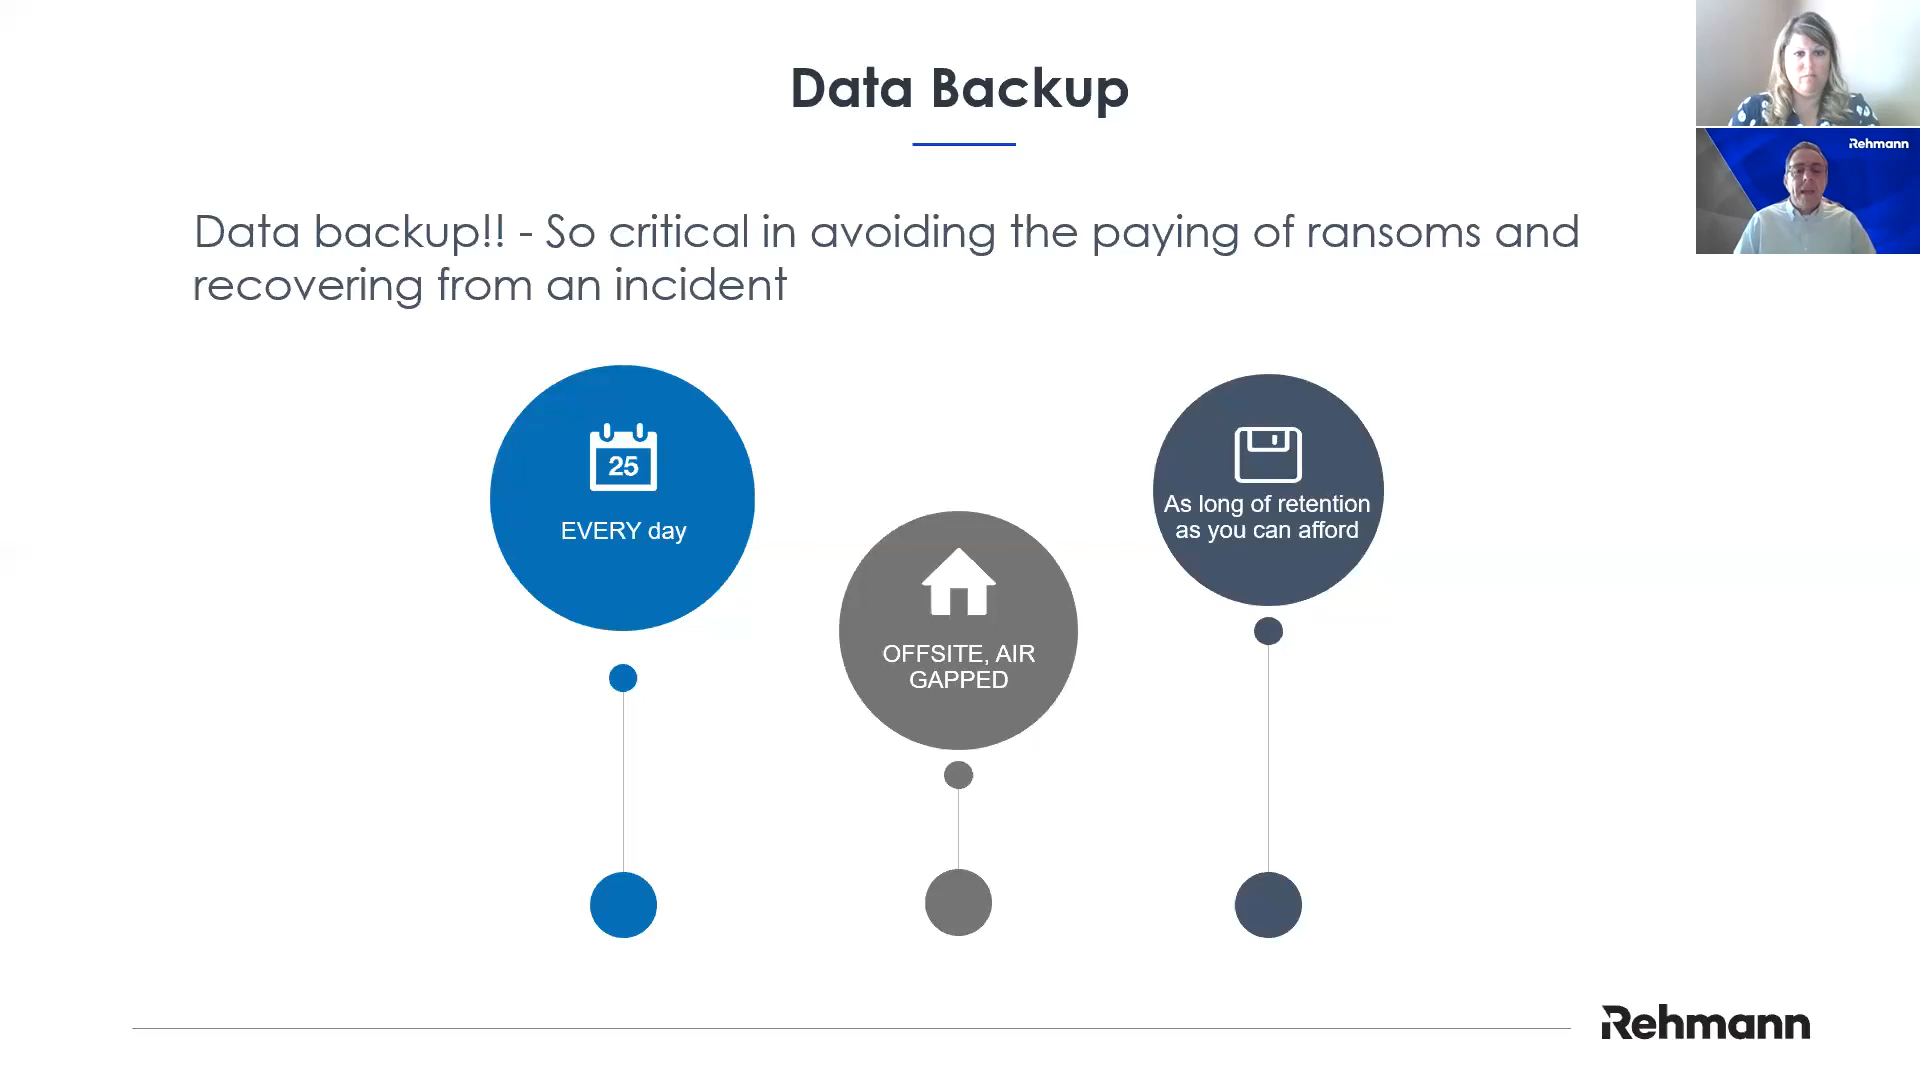 Data Backup
Rehmann
Data backup!! - So critical in avoiding the paying of ransoms and
recovering from an incident
25
EVERY day
As long of retention
as you can afford
OFFSITE, AIR
GAPPED
Rehmann